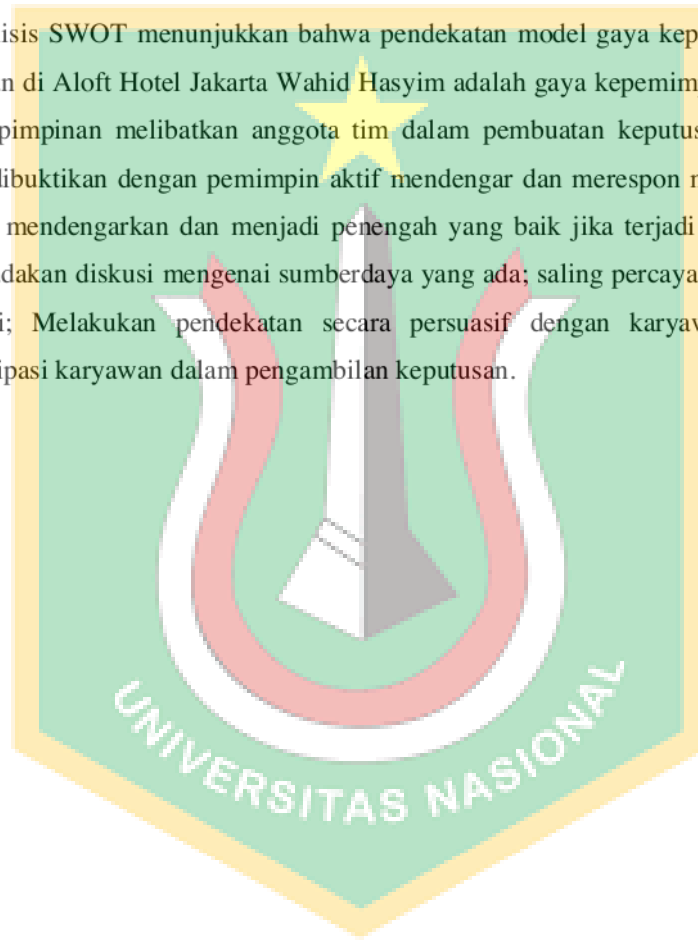 isis SWOT menunjukkan bahwa pendekatan model gaya kep
n di Aloft Hotel Jakarta Wahid Hasyim adalah gaya kepemim
pimpinan melibatkan anggota tim dalam pembuatan keputus
dibuktikan dengan pemimpin aktif mendengar dan merespon
mendengarkan dan menjadi penengah yang baik jika terjadi
dakan diskusi mengenai sumberdaya yang ada; saling percaya
i; Melakukan pendekatan secara persuasif dengan karyaw
ipasi karyawan dalam pengambilan keputusan.
UNIVERSITAS NASIONAL